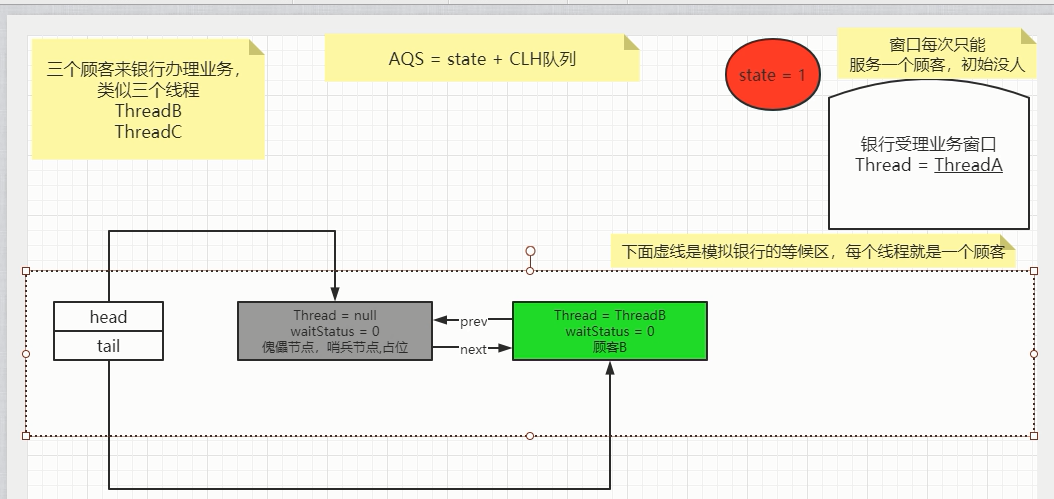 三个顾客来银行办理业务，
类似三个线程
ThreadB
ThreadC
AQS = state + CLH队列
state = 1
窗口每次只能
服务一个顾客，初始没人
银行受理业务窗口
Thread = ThreadA
下面虚线是模拟银行的等候区，每个线程就是一个顾客
head
tail
Thread = null
waitStatus = 0
傀儡节点，哨兵节点,占位
prev
next
Thread = ThreadB
waitStatus = 0
顾客B